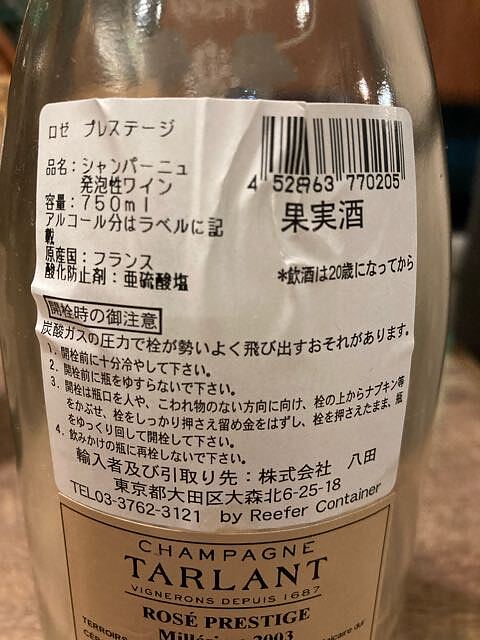 ロゼ プレステージ
品名：シャンパーニュ
発泡性ワイン
容量：750ml
アルコール分はラベルに記
載
原産国：フランス
酸化防止剤：亜硫酸塩
4 528963 770205
果実酒
*飲酒は20歳になってから
開栓時の御注意
炭酸ガスの圧力で栓が勢いよく飛び出すおそれがあります。
1. 開栓前に十分冷やして下さい。
2. 開栓前に瓶をゆすらないで下さい。
3. 開栓は瓶口を人や、こわれ物のない方向に向け、栓の上からナプキン等
をかぶせ、栓をしっかり押さえ留め金をはずし、栓を押さえたまま、瓶
をゆっくり回して開栓して下さい。
4. 飲みかけの瓶に再栓しないで下さい。
輸入者及び引取り先：株式会社 八田
東京都大田区大森北6-25-18
TEL03-3762-3121 by Reefer Container
CHAMPAGNE
TARLANT
VIGNERONS DEPUIS 1687
ROSÉ PRESTIGE
Millésime 2003
TERROIRS